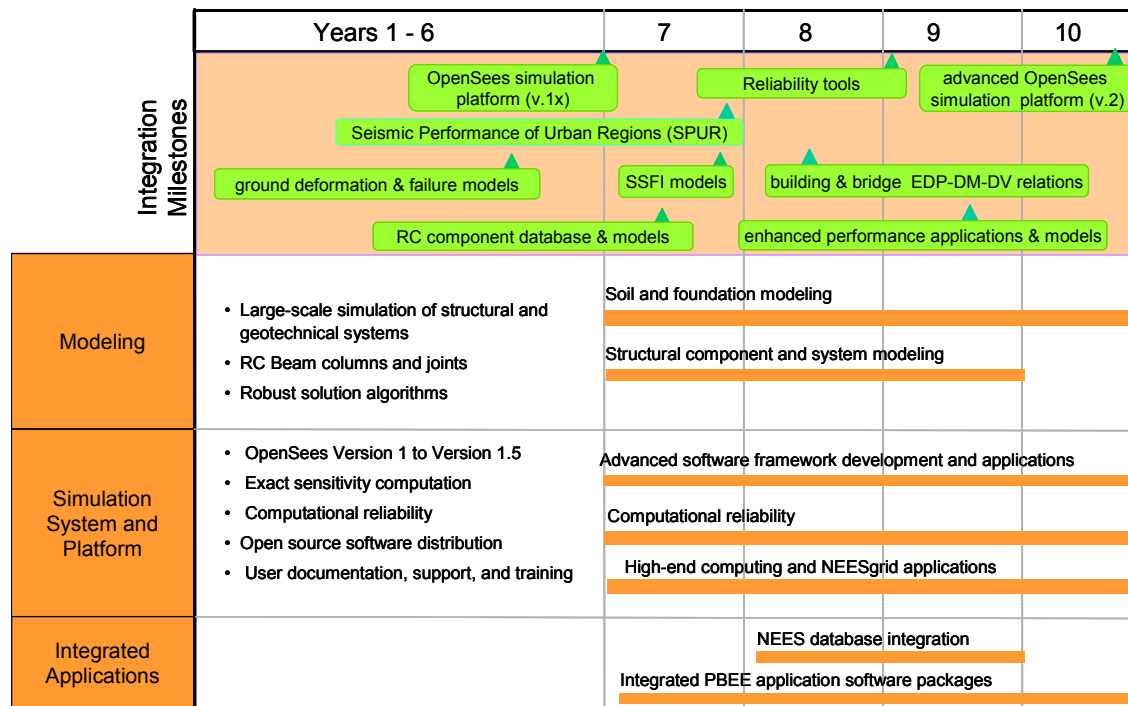 Years 1 - 6
7
8
9
10
Integration
Milestones
OpenSees simulation
platform (v.1x)
Reliability tools
advanced OpenSees
simulation platform (v.2)
Seismic Performance of Urban Regions (SPUR)
ground deformation & failure models
SSFI models
building & bridge EDP-DM-DV relations
RC component database & models
enhanced performance applications & models
Modeling
• Large-scale simulation of structural and
geotechnical systems
• RC Beam columns and joints
• Robust solution algorithms
Soil and foundation modeling
Structural component and system modeling
Simulation
System and
Platform
• OpenSees Version 1 to Version 1.5
• Exact sensitivity computation
• Computational reliability
• Open source software distribution
• User documentation, support, and training
Advanced software framework development and applications
Computational reliability
High-end computing and NEESgrid applications
Integrated
Applications
NEES database integration
Integrated PBEE application software packages